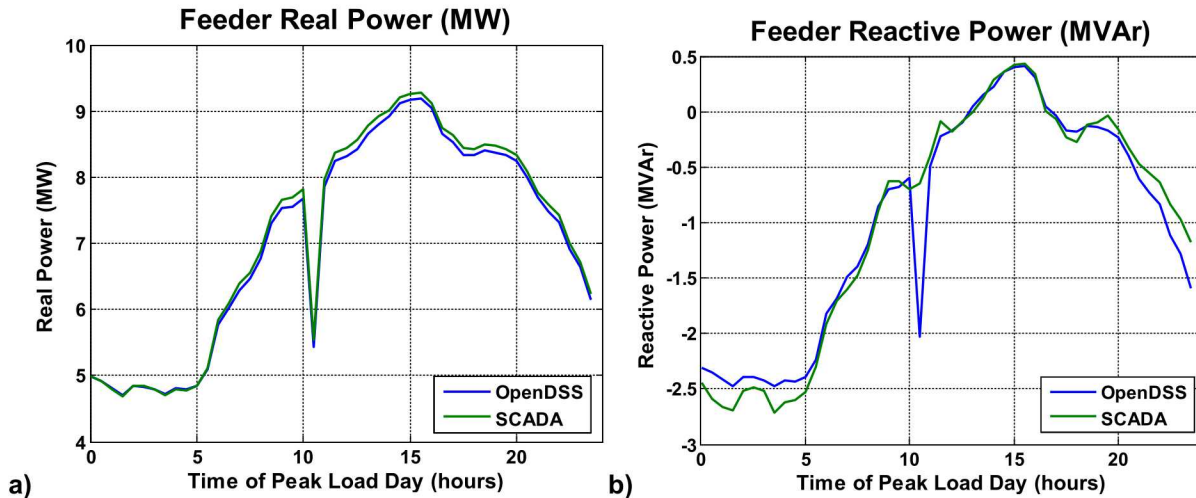 Feeder Real Power (MW)
10
9
8
7
6
5
4
Real Power (MW)
0
5
10
15
20
Time of Peak Load Day (hours)
OpenDSS
SCADA
a)
Feeder Reactive Power (MVAr)
0.5
0
-0.5
-1
-1.5
-2
-2.5
-3
Reactive Power (MVAr)
0
5
10
15
20
Time of Peak Load Day (hours)
OpenDSS
SCADA
b)